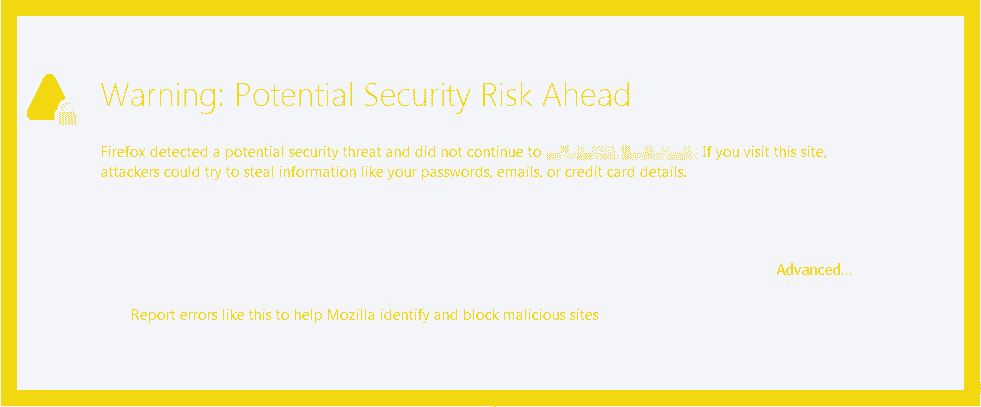 Warning: Potential Security Risk Ahead
Firefox detected a potential security threat and did not continue to If you visit this site,
attackers could try to steal information like your passwords, emails, or credit card details.
Advanced...
Report errors like this to help Mozilla identify and block malicious sites